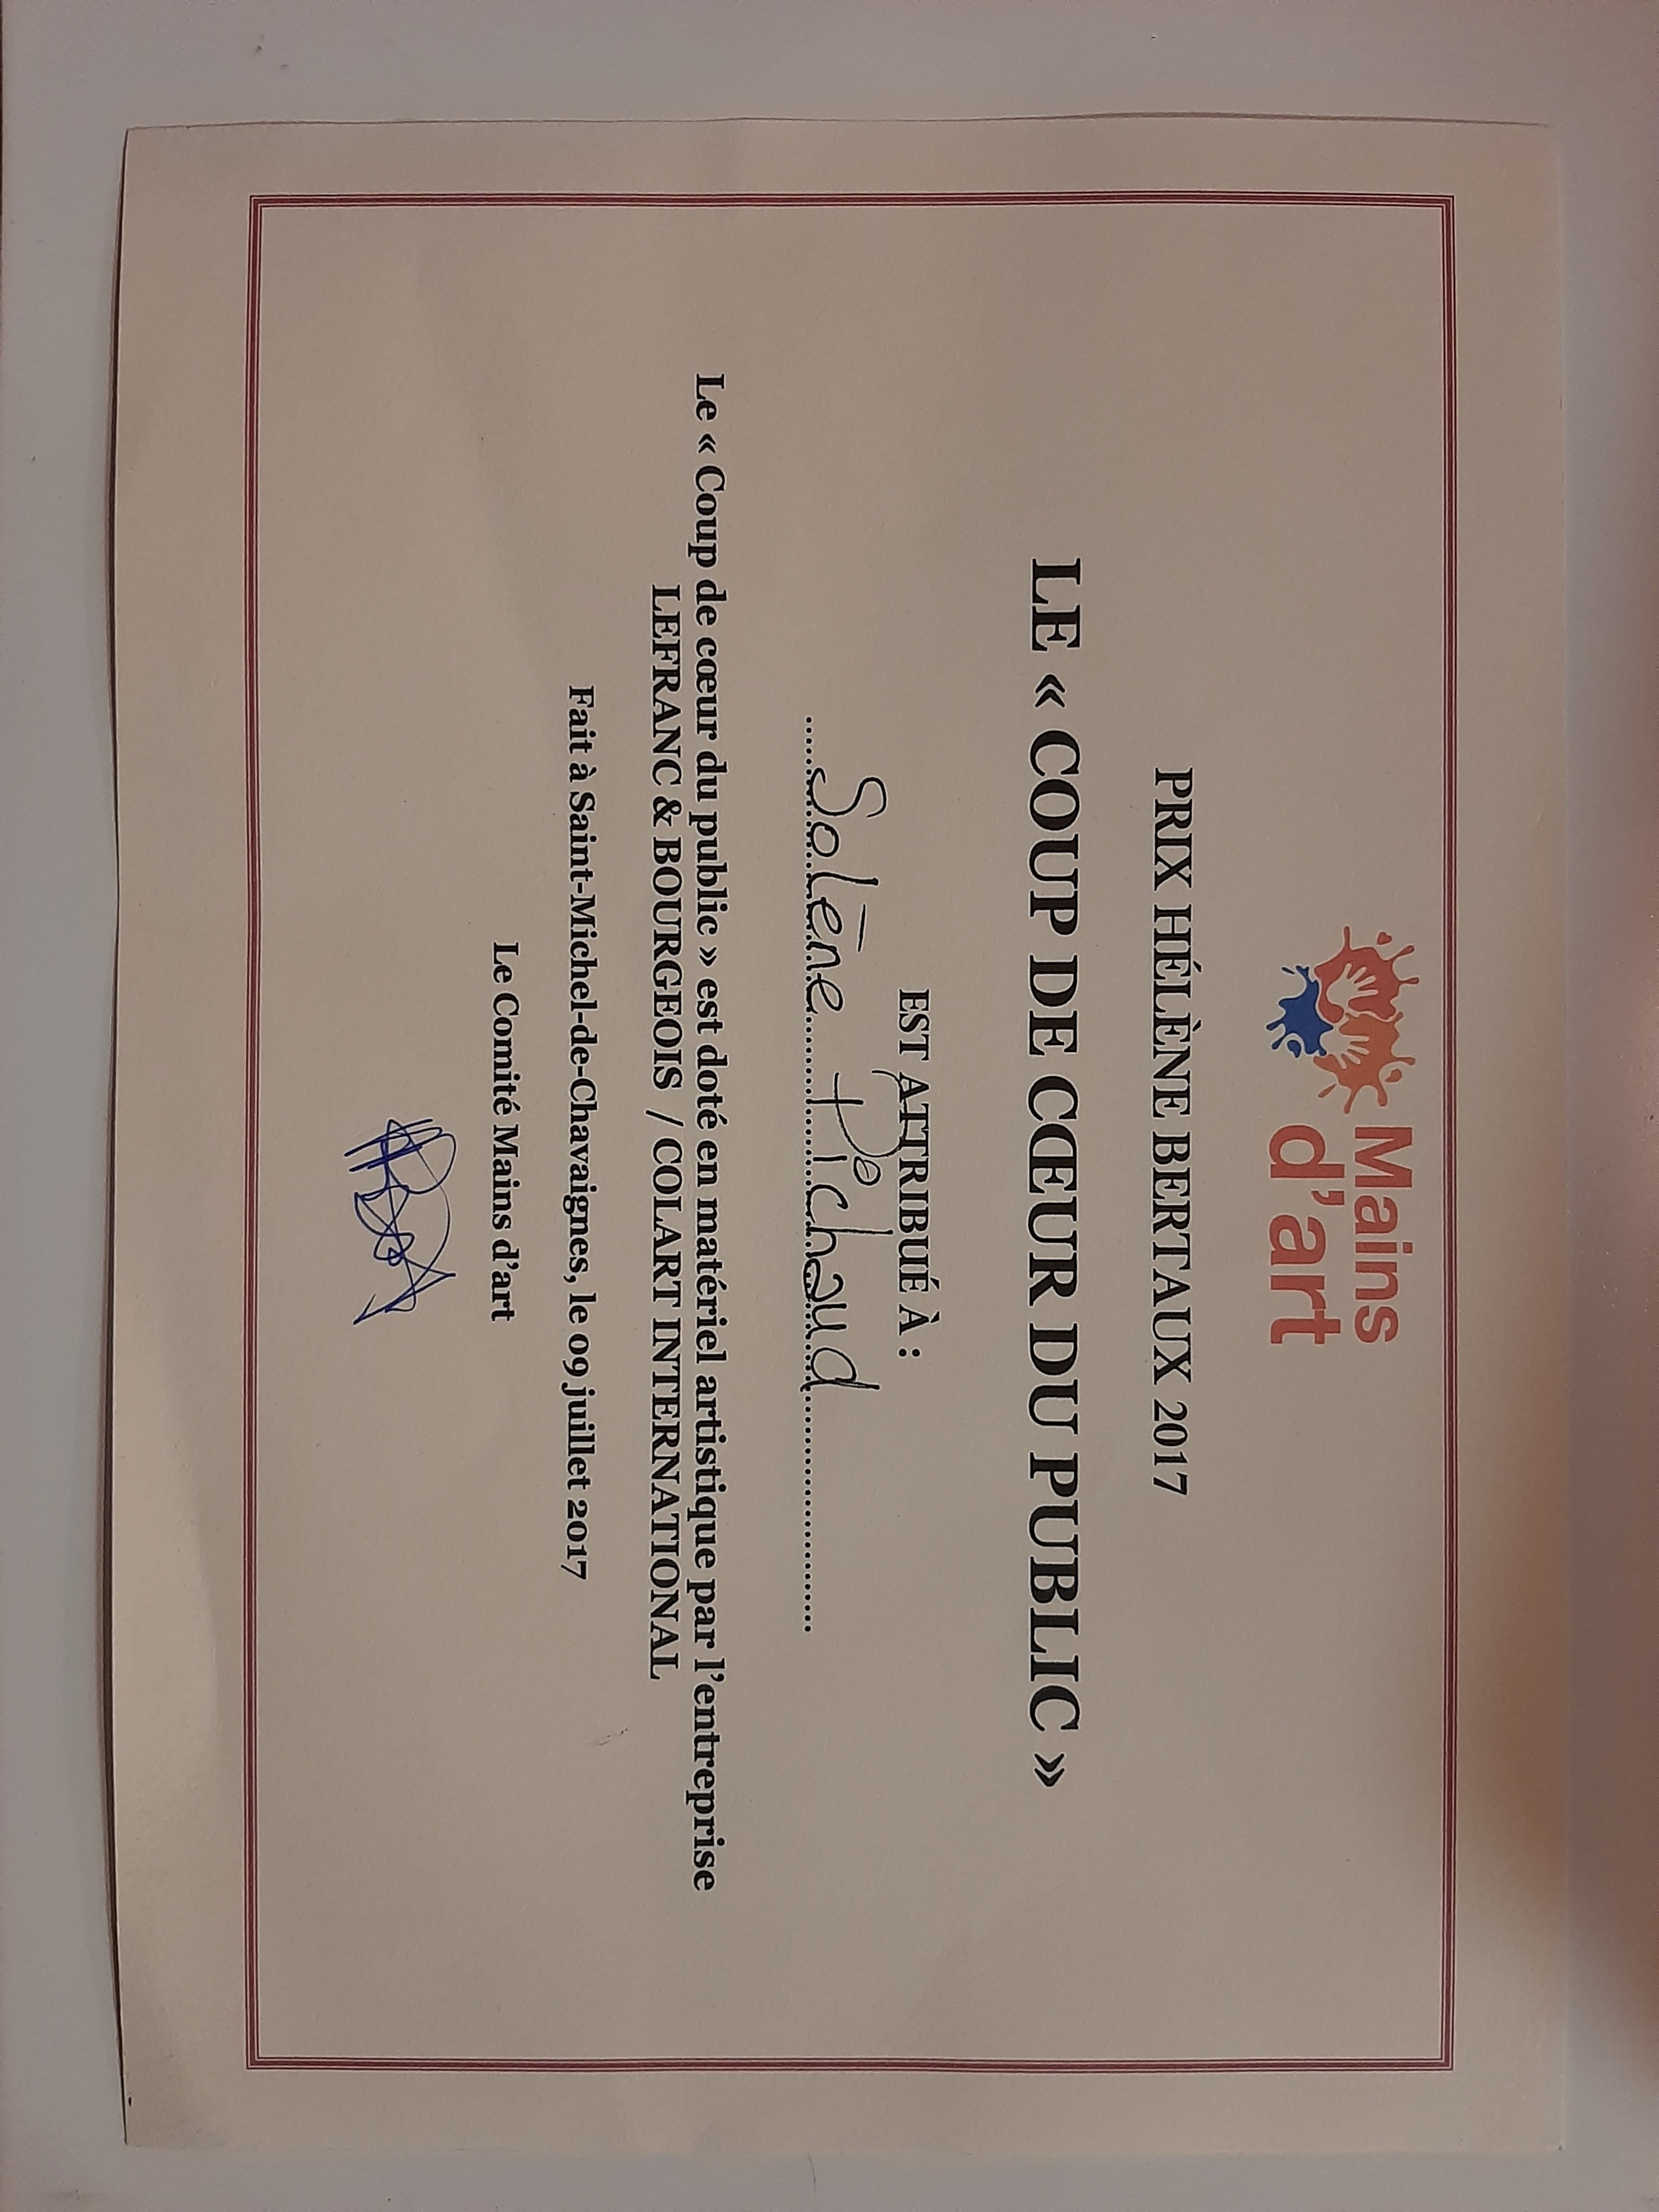 Mains
d'art
PRIX HÉLÈNE BERTAUX 2017
LE « COUP DE CŒUR DU PUBLIC »
EST ATTRIBUÉ À :
Solène Pichaud
Le « Coup de cœur du public » est doté en matériel artistique par l'entreprise
LEFRANC & BOURGEOIS / COLART INTERNATIONAL
Fait à Saint-Michel-de-Chavaignes, le 09 juillet 2017
Le Comité Mains d'art